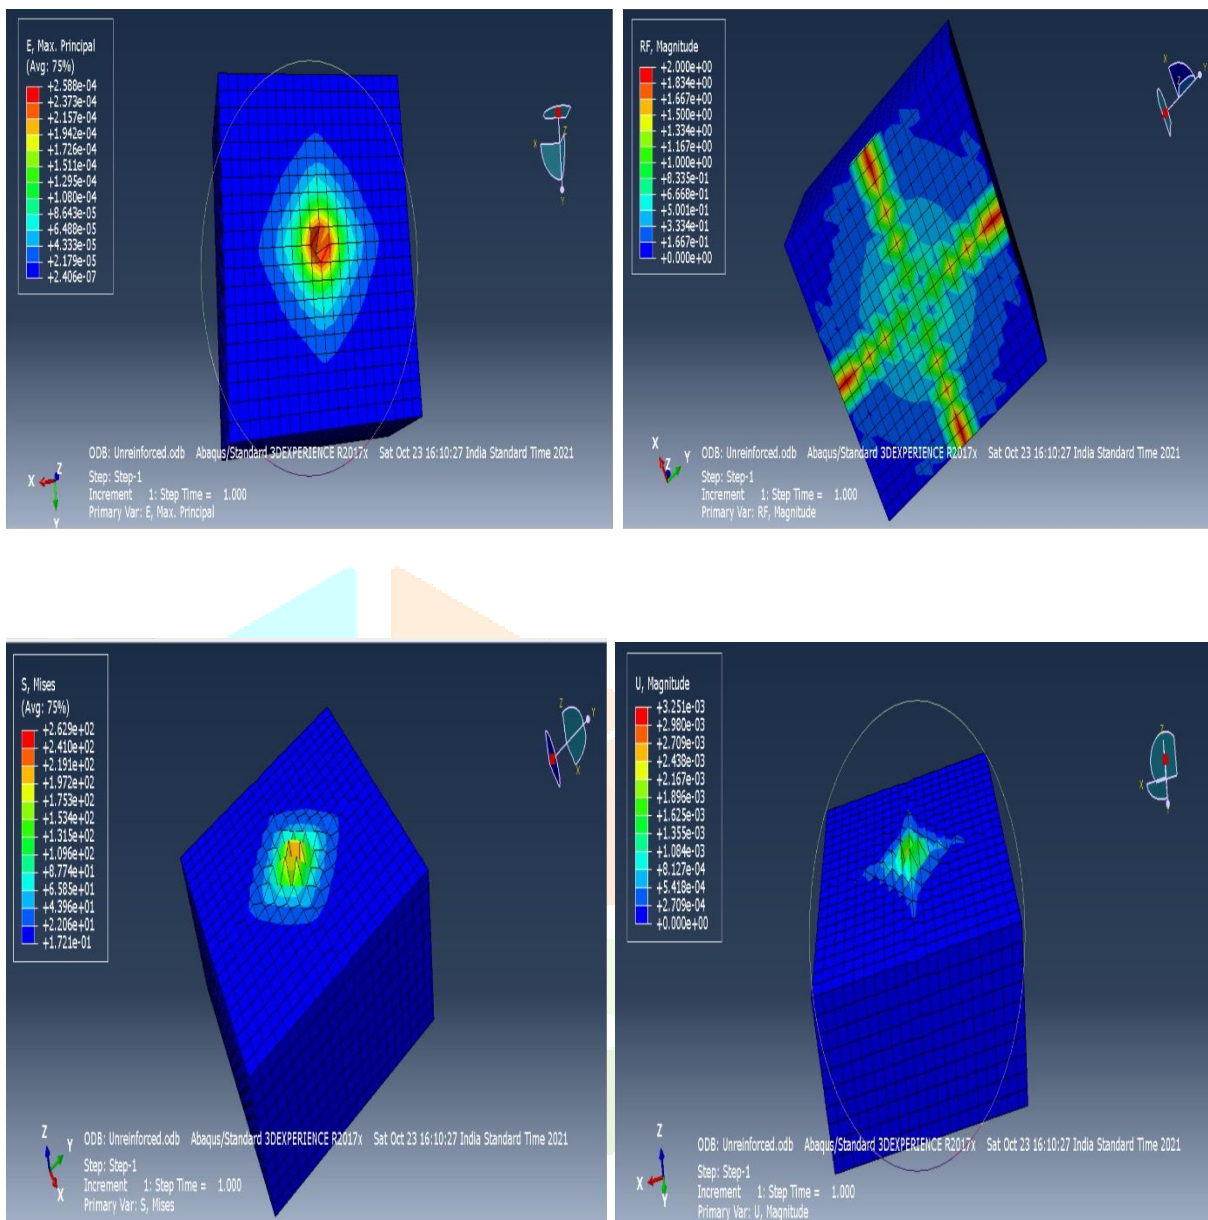 E, Max. Principal
(Avg: 75%)
+2.588e-04
+2.373e-04
+2.157e-04
+1.942e-04
+1.726e-04
+1.511e-04
+1.295e-04
+1.080e-04
+8.643e-05
+6.488e-05
+4.333e-05
+2.179e-05
+2.406e-07
X
Z
Y
ODB: Unreinforced.odb Abaqus/Standard 3DEXPERIENCE R2017x Sat Oct 23 16:10:27 India Standard Time 2021
Step: Step-1
Increment 1: Step Time = 1.000
Primary Var: E, Max. Principal
X
Z
Y
RF, Magnitude
+2.000e+00
+1.834e+00
+1.667e+00
+1.500e+00
+1.334e+00
+1.167e+00
+1.000e+00
+8.335e-01
+6.668e-01
+5.001e-01
+3.334e-01
+1.667e-01
+0.000e+00
X
Z
Y
ODB: Unreinforced.odb Abaqus/Standard 3DEXPERIENCE R2017x Sat Oct 23 16:10:27 India Standard Time 2021
Step: Step-1
Increment 1: Step Time = 1.000
Primary Var: RF, Magnitude
X
Z
Y
S, Mises
(Avg: 75%)
+2.629e+02
+2.410e+02
+2.191e+02
+1.972e+02
+1.753e+02
+1.534e+02
+1.315e+02
+1.096e+02
+8.774e+01
+6.585e+01
+4.396e+01
+2.206e+01
+1.721e-01
Z
Y
X
ODB: Unreinforced.odb Abaqus/Standard 3DEXPERIENCE R2017x Sat Oct 23 16:10:27 India Standard Time 2021
Step: Step-1
Increment 1: Step Time = 1.000
Primary Var: S, Mises
Z
Y
X
U, Magnitude
+3.251e-03
+2.980e-03
+2.709e-03
+2.438e-03
+2.167e-03
+1.896e-03
+1.625e-03
+1.355e-03
+1.084e-03
+8.127e-04
+5.418e-04
+2.709e-04
+0.000e+00
Z
X
Y
ODB: Unreinforced.odb Abaqus/Standard 3DEXPERIENCE R2017x Sat Oct 23 16:10:27 India Standard Time 2021
Step: Step-1
Increment 1: Step Time = 1.000
Primary Var: U, Magnitude
Z
X
Y